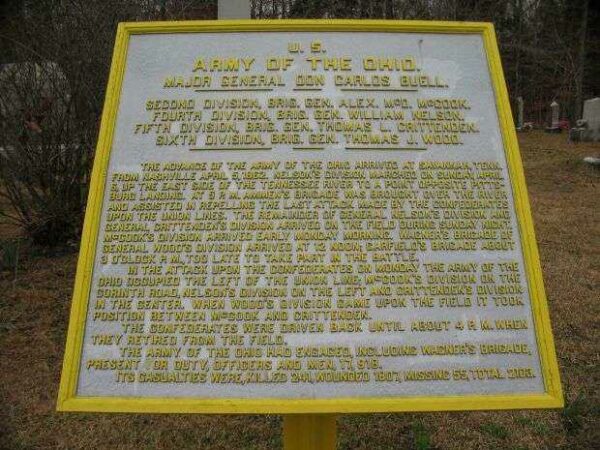 U. S.
ARMY OF THE OHIO.
MAJOR GENERAL DON CARLOS BUELL.
SECOND DIVISION, BRIG. GEN. ALEX. McD. McCOOK.
FOURTH DIVISION, BRIG. GEN. WILLIAM NELSON.
FIFTH DIVISION, BRIG. GEN. THOMAS L. CRITTENDEN.
SIXTH DIVISION, BRIG. GEN. THOMAS J. WOOD.
THE ADVANCE OF THE ARMY OF THE OHIO ARRIVED AT SAVANNAH, TENN.
FROM NASHVILLE APRIL 5, 1862. NELSON'S DIVISION MARCHED ON SUNDAY, APRIL
6, UP THE EAST SIDE OF THE TENNESSEE RIVER TO A POINT OPPOSITE PITTS-
BURG LANDING. AT 5 P. M. AMMEN'S BRIGADE WAS BROUGHT ACROSS THE RIVER
AND ASSISTED IN REPELLING THE LAST ATTACK MADE BY THE CONFEDERATES
UPON THE UNION LINES. THE REMAINDER OF GENERAL NELSON'S DIVISION AND
GENERAL CRITTENDEN'S DIVISION ARRIVED ON THE FIELD DURING SUNDAY NIGHT.
McCOOK'S DIVISION ARRIVED EARLY MONDAY MORNING. WAGNER'S BRIGADE OF
GENERAL WOOD'S DIVISION ARRIVED AT 12 NOON; GARFIELD'S BRIGADE ABOUT
3 O'CLOCK P. M., TOO LATE TO TAKE PART IN THE BATTLE.
IN THE ATTACK UPON THE CONFEDERATES ON MONDAY THE ARMY OF THE
OHIO OCCUPIED THE LEFT OF THE UNION LINE; McCOOK'S DIVISION ON THE
CORINTH ROAD, NELSON'S DIVISION ON THE LEFT AND CRITTENDEN'S DIVISION
IN THE CENTER. WHEN WOOD'S DIVISION CAME UPON THE FIELD IT TOOK
POSITION BETWEEN McCOOK AND CRITTENDEN.
THE CONFEDERATES WERE DRIVEN BACK UNTIL ABOUT 4 P. M. WHEN
THEY RETIRED FROM THE FIELD.
THE ARMY OF THE OHIO HAD ENGAGED, INCLUDING WAGNER'S BRIGADE,
PRESENT FOR DUTY, OFFICERS AND MEN, 17,918.
ITS CASUALTIES WERE, KILLED 241, WOUNDED 1807, MISSING 55, TOTAL 2103.